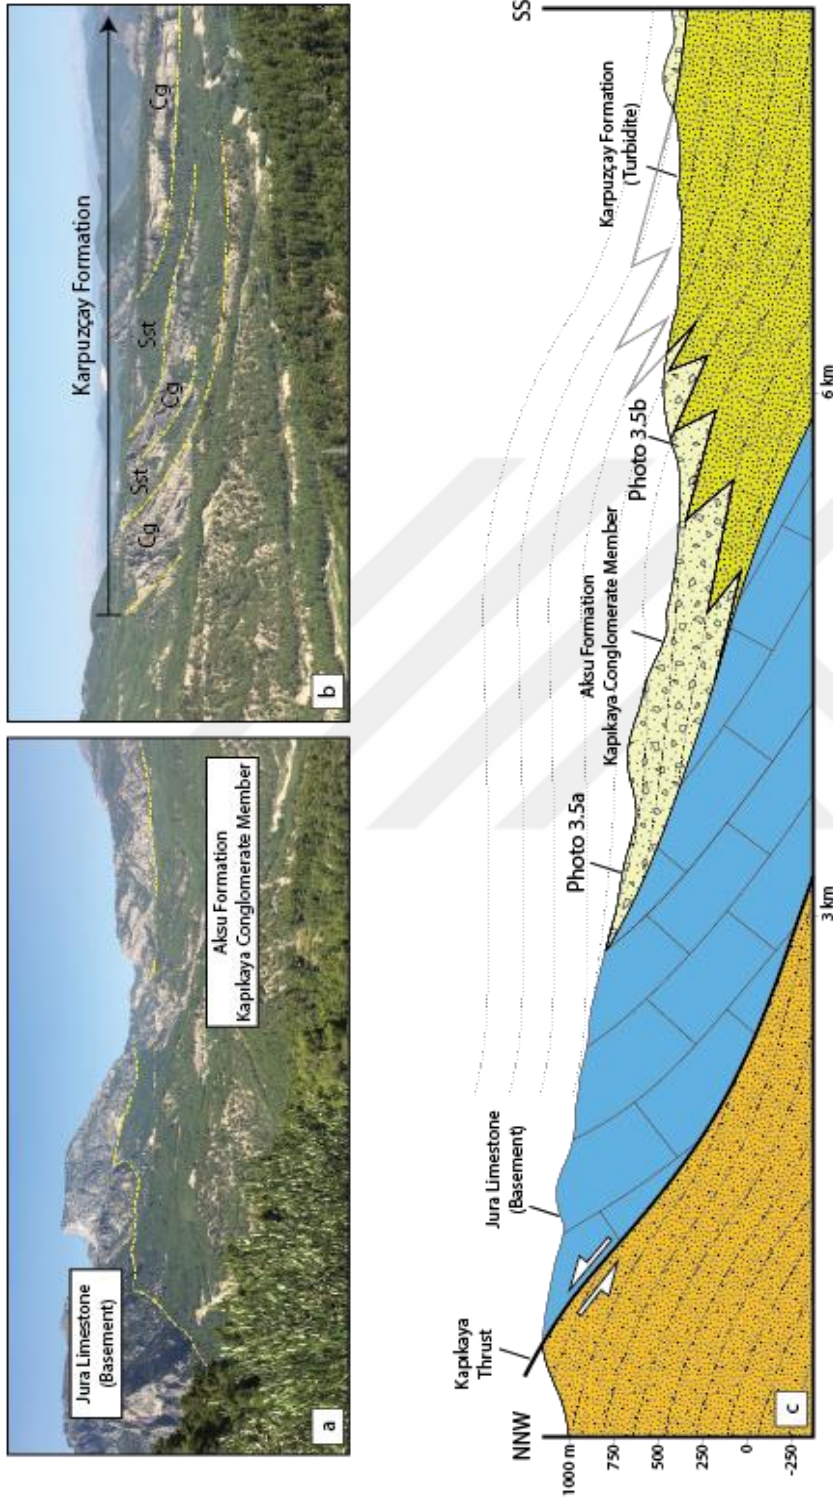 Jura Limestone
(Basement)
Aksu Formation
Kapıkaya Conglomerate Member
a
Karpuzçay Formation
Cg
Sst
Cg
Sst
Cg
b
NNW
Kapıkaya
Thrust
Jura Limestone
(Basement)
Photo 3.5a
Aksu Formation
Kapıkaya Conglomerate Member
Photo 3.5b
Karpuzçay Formation
(Turbidite)
SS
1000 m
750
500
250
0
-250
3 km
6 km
c